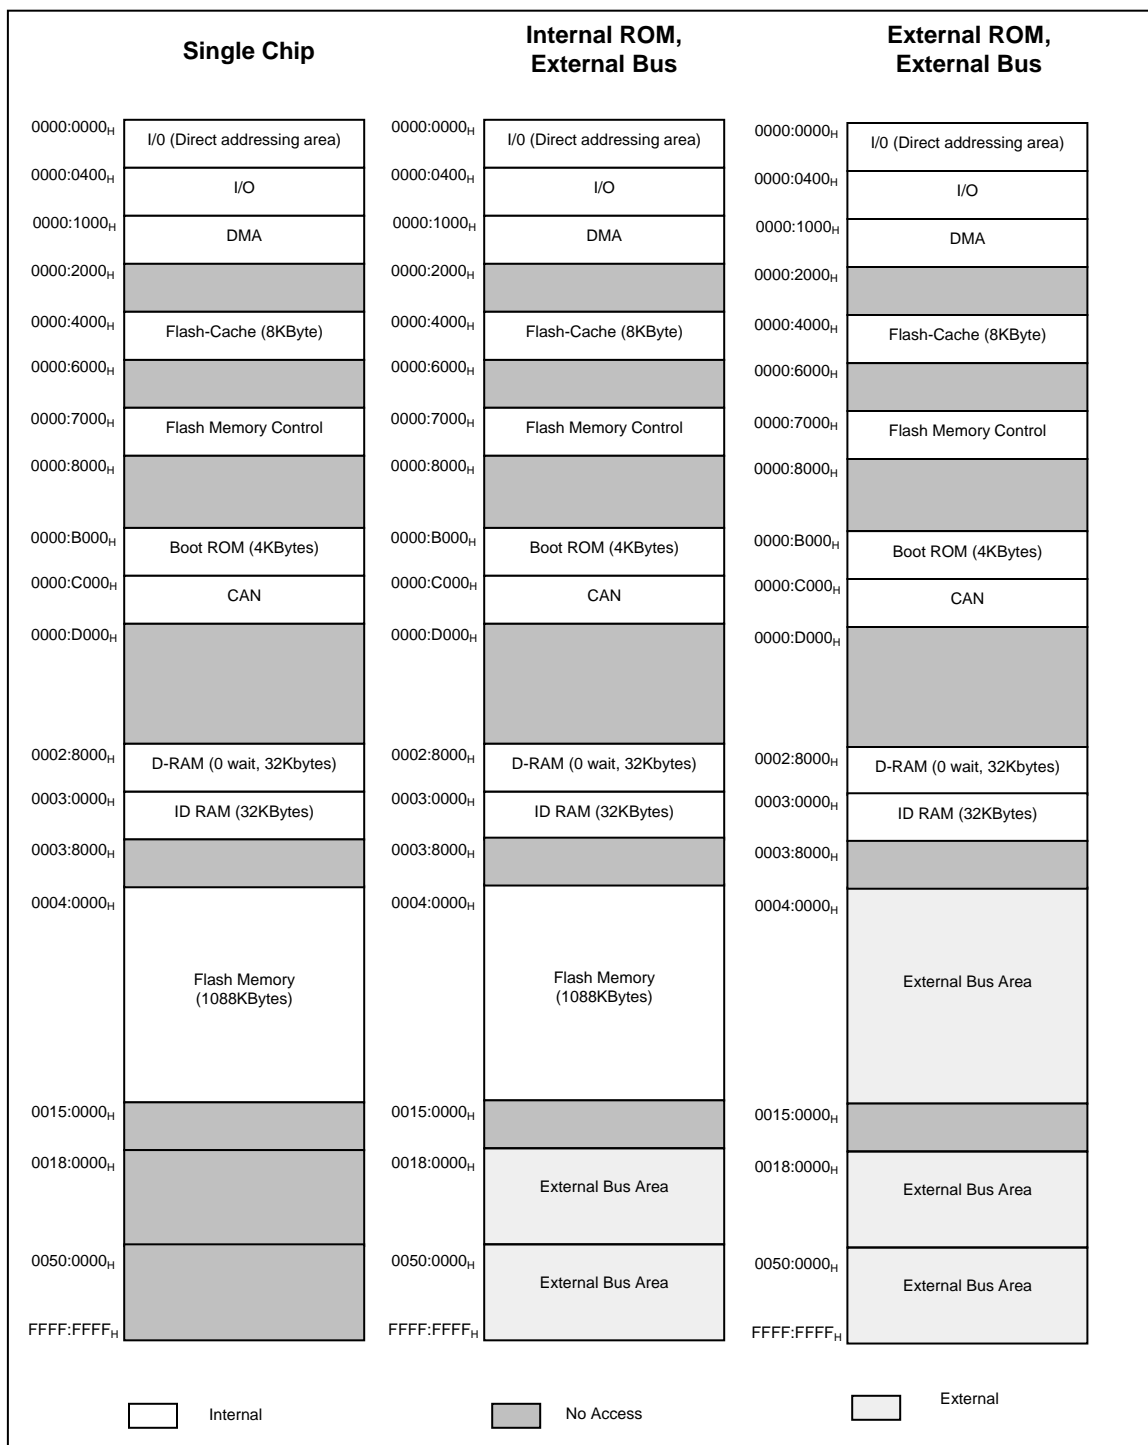 Single Chip
0000:0000H
I/0 (Direct addressing area)
0000:0400H
I/O
0000:1000H
DMA
0000:2000H
0000:4000H
Flash-Cache (8KByte)
0000:6000H
0000:7000H
Flash Memory Control
0000:8000H
0000:B000H
Boot ROM (4KBytes)
0000:C000H
CAN
0000:D000H
0002:8000H
D-RAM (0 wait, 32Kbytes)
0003:0000H
ID RAM (32KBytes)
0003:8000H
0004:0000H
Flash Memory
(1088KBytes)
0015:0000H
0018:0000H
0050:0000H
FFFF:FFFFH
Internal ROM,
External Bus
0000:0000H
I/0 (Direct addressing area)
0000:0400H
I/O
0000:1000H
DMA
0000:2000H
0000:4000H
Flash-Cache (8KByte)
0000:6000H
0000:7000H
Flash Memory Control
0000:8000H
0000:B000H
Boot ROM (4KBytes)
0000:C000H
CAN
0000:D000H
0002:8000H
D-RAM (0 wait, 32Kbytes)
0003:0000H
ID RAM (32KBytes)
0003:8000H
0004:0000H
Flash Memory
(1088KBytes)
0015:0000H
0018:0000H
External Bus Area
0050:0000H
External Bus Area
FFFF:FFFFH
External ROM,
External Bus
0000:0000H
I/0 (Direct addressing area)
0000:0400H
I/O
0000:1000H
DMA
0000:2000H
0000:4000H
Flash-Cache (8KByte)
0000:6000H
0000:7000H
Flash Memory Control
0000:8000H
0000:B000H
Boot ROM (4KBytes)
0000:C000H
CAN
0000:D000H
0002:8000H
D-RAM (0 wait, 32Kbytes)
0003:0000H
ID RAM (32KBytes)
0003:8000H
0004:0000H
External Bus Area
0015:0000H
0018:0000H
External Bus Area
0050:0000H
External Bus Area
FFFF:FFFFH
Internal
No Access
External